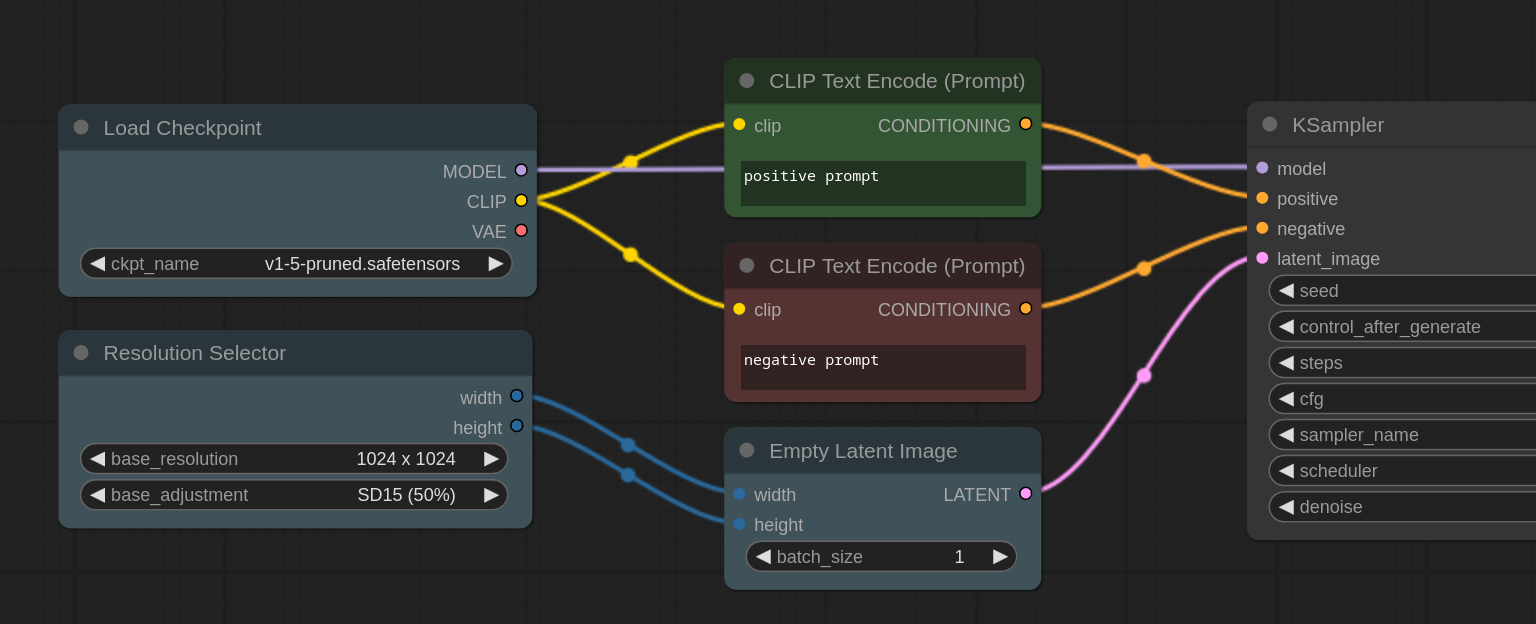 Load Checkpoint
MODEL
CLIP
VAE
ckpt_name v1-5-pruned.safetensors
Resolution Selector
width
height
base_resolution 1024 x 1024
base_adjustment SD15 (50%)
CLIP Text Encode (Prompt)
clip CONDITIONING
positive prompt
CLIP Text Encode (Prompt)
clip CONDITIONING
negative prompt
Empty Latent Image
width LATENT
height
batch_size 1
KSampler
model
positive
negative
latent_image
seed
control_after_generate
steps
cfg
sampler_name
scheduler
denoise